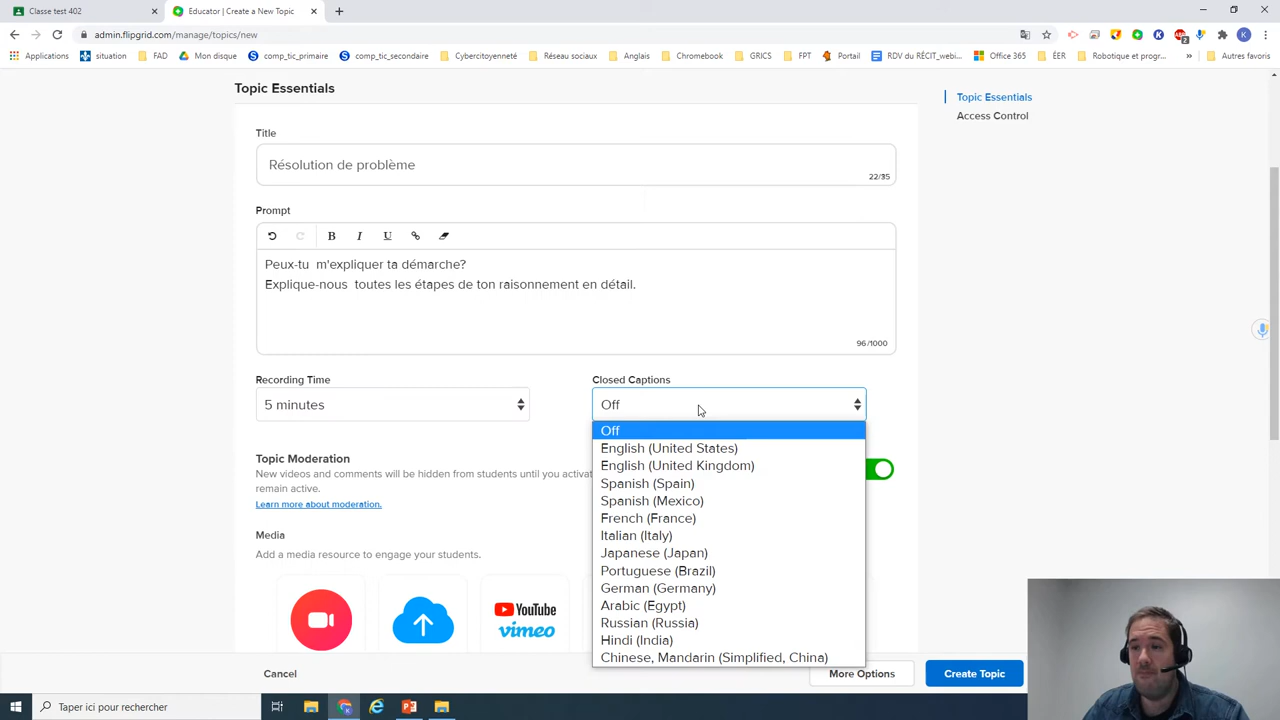 Classe test 402
Educator | Create a New Topic
admin.flipgrid.com/manage/topics/new
Applications
situation
FAD
Mon disque
comp_tic_primaire
comp_tic_secondaire
Cybercitoyenneté
Réseau sociaux
Anglais
Chromebook
GRICS
FPT
Portail
RDV du RÉCIT_webi...
Office 365
ÉER
Robotique et progr...
»
Autres favoris
Topic Essentials
Topic Essentials
Access Control
Title
Résolution de problème
22/35
Prompt
B I U
Peux-tu m'expliquer ta démarche?
Explique-nous toutes les étapes de ton raisonnement en détail.
96/1000
Recording Time
Closed Captions
5 minutes
Off
Off
English (United States)
English (United Kingdom)
Spanish (Spain)
Spanish (Mexico)
French (France)
Italian (Italy)
Japanese (Japan)
Portuguese (Brazil)
German (Germany)
Arabic (Egypt)
Russian (Russia)
Hindi (India)
Chinese, Mandarin (Simplified, China)
Topic Moderation
New videos and comments will be hidden from students until you activat
remain active.
Learn more about moderation.
Media
Add a media resource to engage your students.
YouTube
vimeo
Cancel
More Options
Create Topic
Taper ici pour rechercher